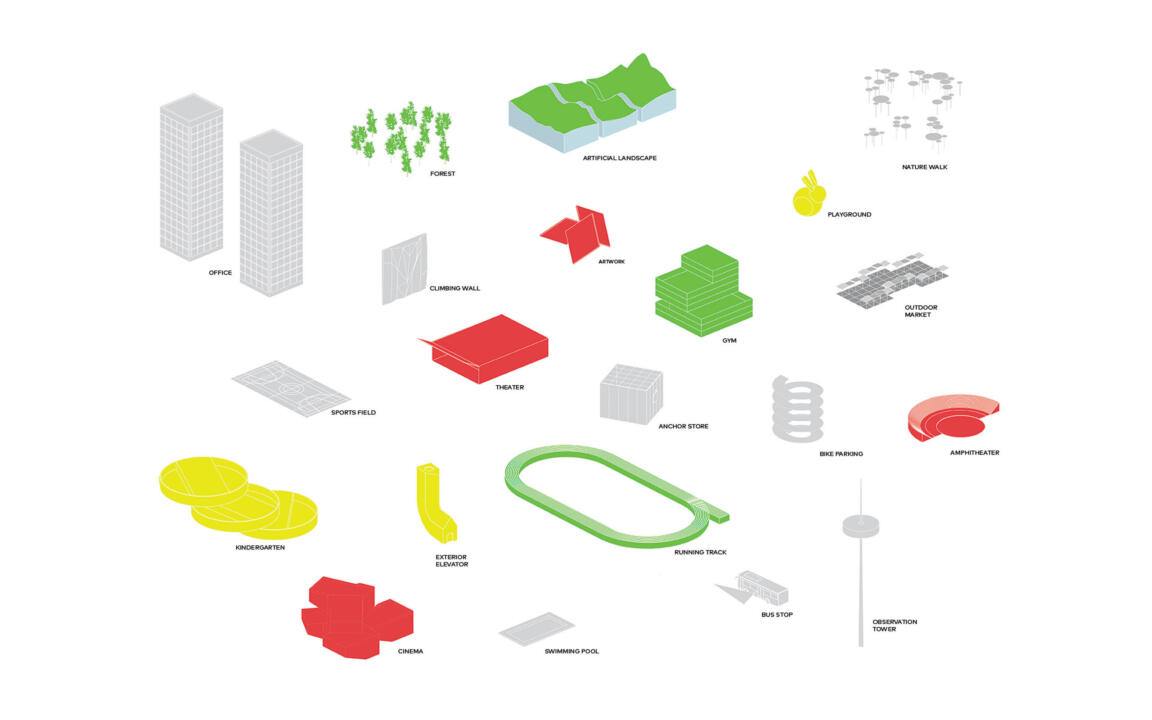 ARTIFICIAL LANDSCAPE
NATURE WALK
FOREST
PLAYGROUND
ARTWORK
OFFICE
CLIMBING WALL
OUTDOOR
MARKET
GYM
THEATER
SPORTS FIELD
ANCHOR STORE
BIKE PARKING
AMPHITHEATER
KINDERGARTEN
RUNNING TRACK
EXTERIOR
ELEVATOR
BUS STOP
OBSERVATION
TOWER
CINEMA
SWIMMING POOL